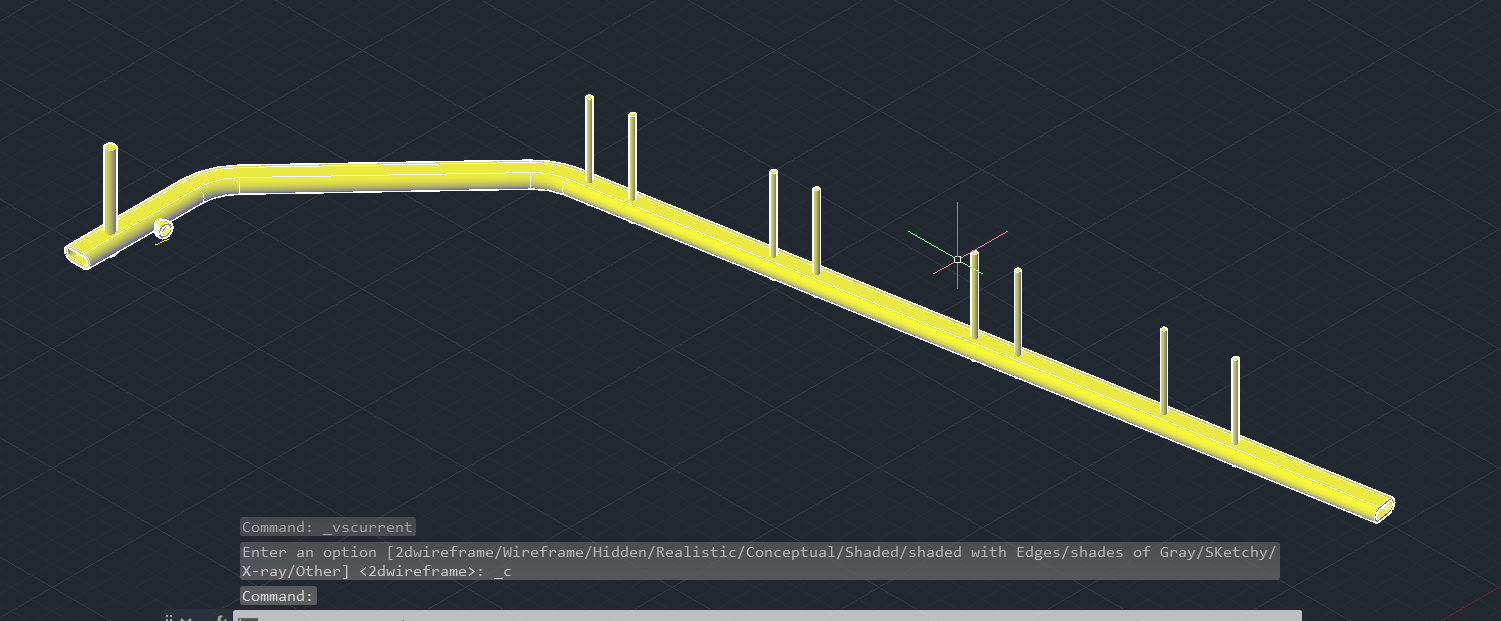 Command: _vscurrent
Enter an option [2dwireframe/Wireframe/Hidden/Realistic/Conceptual/Shaded/shaded with Edges/shades of Gray/SKetchy/
X-ray/Other] <2dwireframe>: _c
Command: